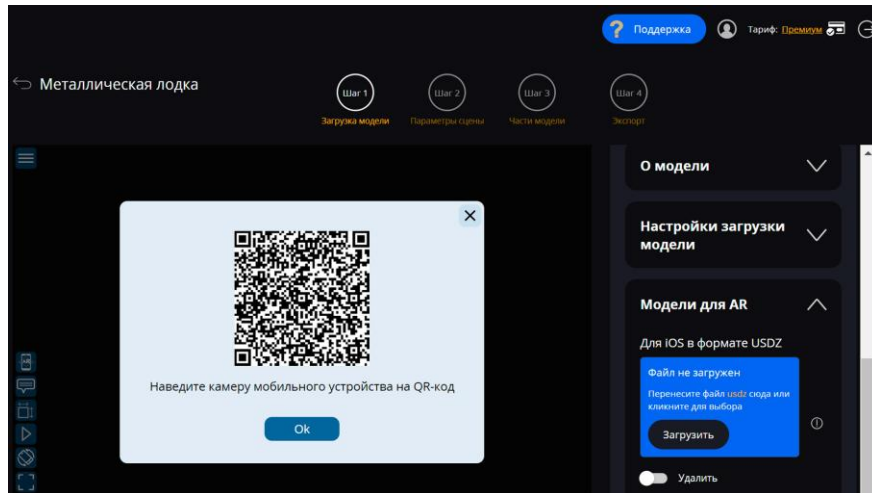 ? Поддержка
Тариф: Премиум
Металлическая лодка
Шаг 1
Шаг 2
Шаг 3
Шаг 4
Загрузка модели
Параметры сцены
Части модели
Экспорт
Наведите камеру мобильного устройства на QR-код
Ok
О модели
Настройки загрузки
модели
Модели для AR
Для iOS в формате USDZ
Файл не загружен
Перенесите файл usdz сюда или
кликните для выбора
Загрузить
Удалить